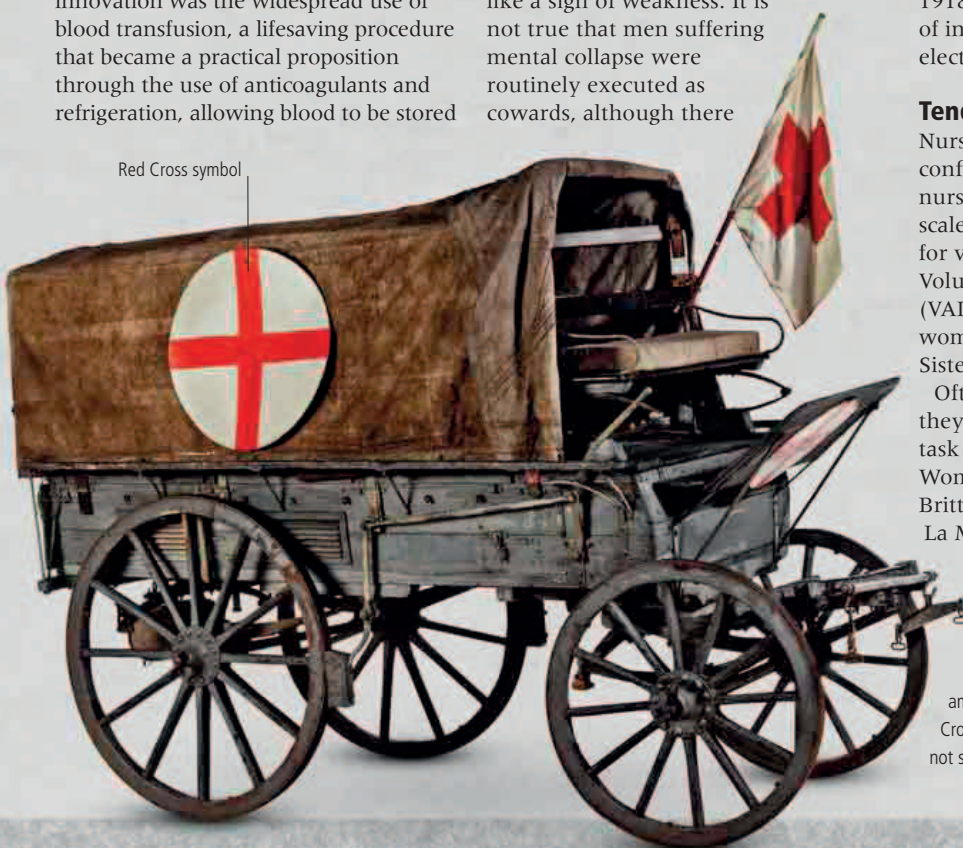 innovation was the widespread use of
blood transfusion, a lifesaving procedure
that became a practical proposition
through the use of anticoagulants and
refrigeration, allowing blood to be stored
like a sign of weakness. It is
not true that men suffering
mental collapse were
routinely executed as
cowards, although there
Red Cross symbol
1918
of in
elect
Tend
Nurs
conf
nurs
scale
for v
Volu
(VAD
wom
Siste
Oft
they
task
Won
Britt
La M
an
Cro
not s